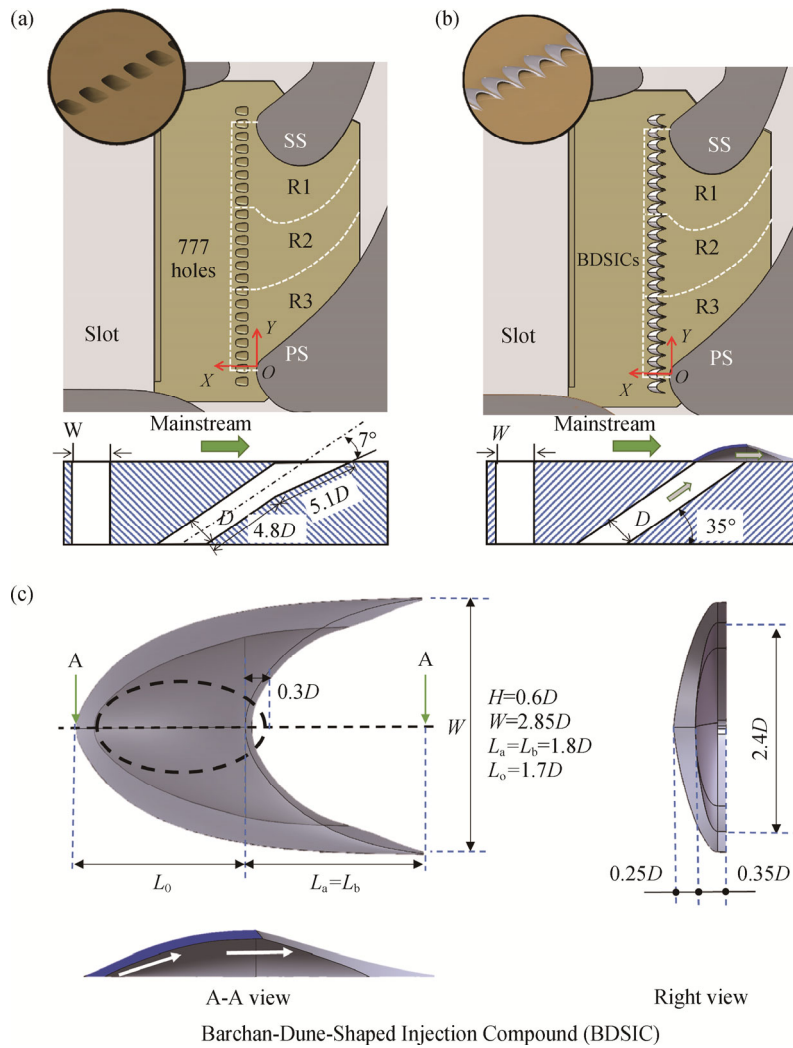 (a)
SS
R1
777
holes
R2
R3
Slot
Y
PS
X
O
W
Mainstream
7°
D
4.8D
5.1D
(b)
SS
R1
R2
BDSICs
R3
Slot
Y
PS
X
O
W
Mainstream
D
35°
(c)
A
A
0.3D
W
H=0.6D
W=2.85D
La=Lb=1.8D
Lo=1.7D
2.4D
L0
La=Lb
0.25D
0.35D
A-A view
Right view
Barchan-Dune-Shaped Injection Compound (BDSIC)